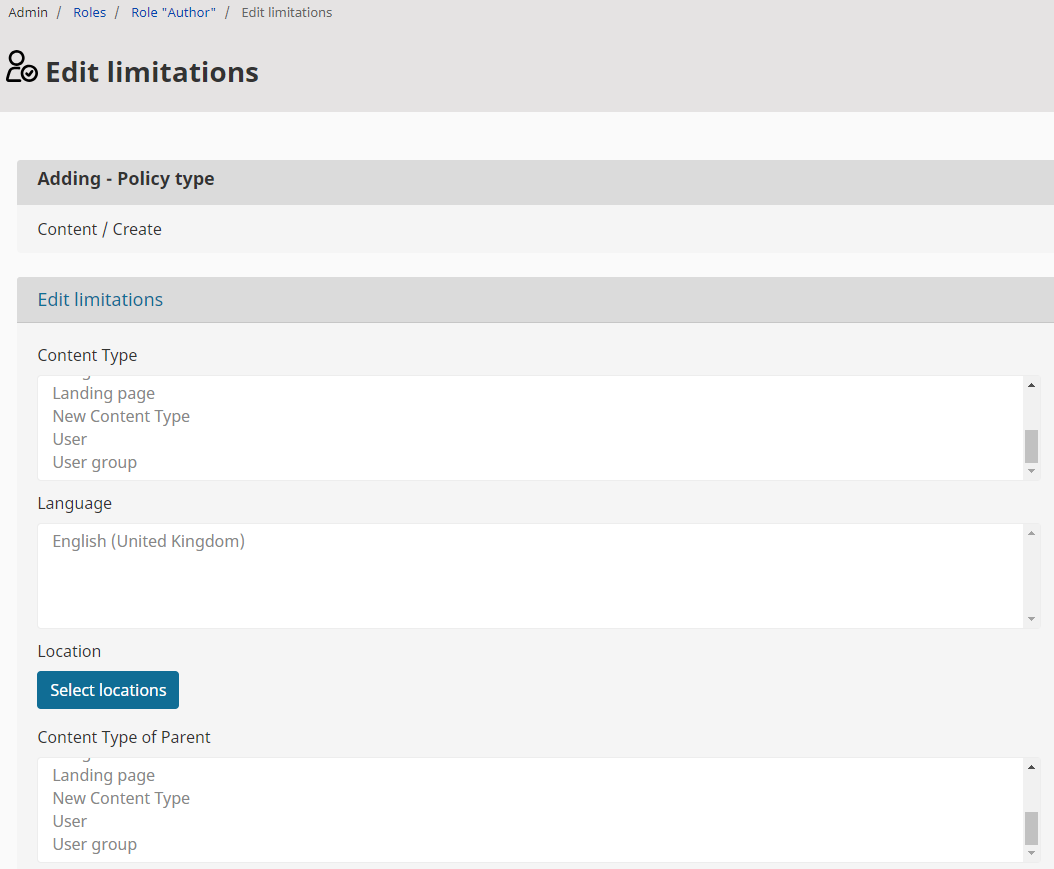 Admin / Roles / Role "Author" / Edit limitations
Edit limitations
Adding - Policy type
Content / Create
Edit limitations
Content Type
Landing page
New Content Type
User
User group
Language
English (United Kingdom)
Location
Select locations
Content Type of Parent
Landing page
New Content Type
User
User group